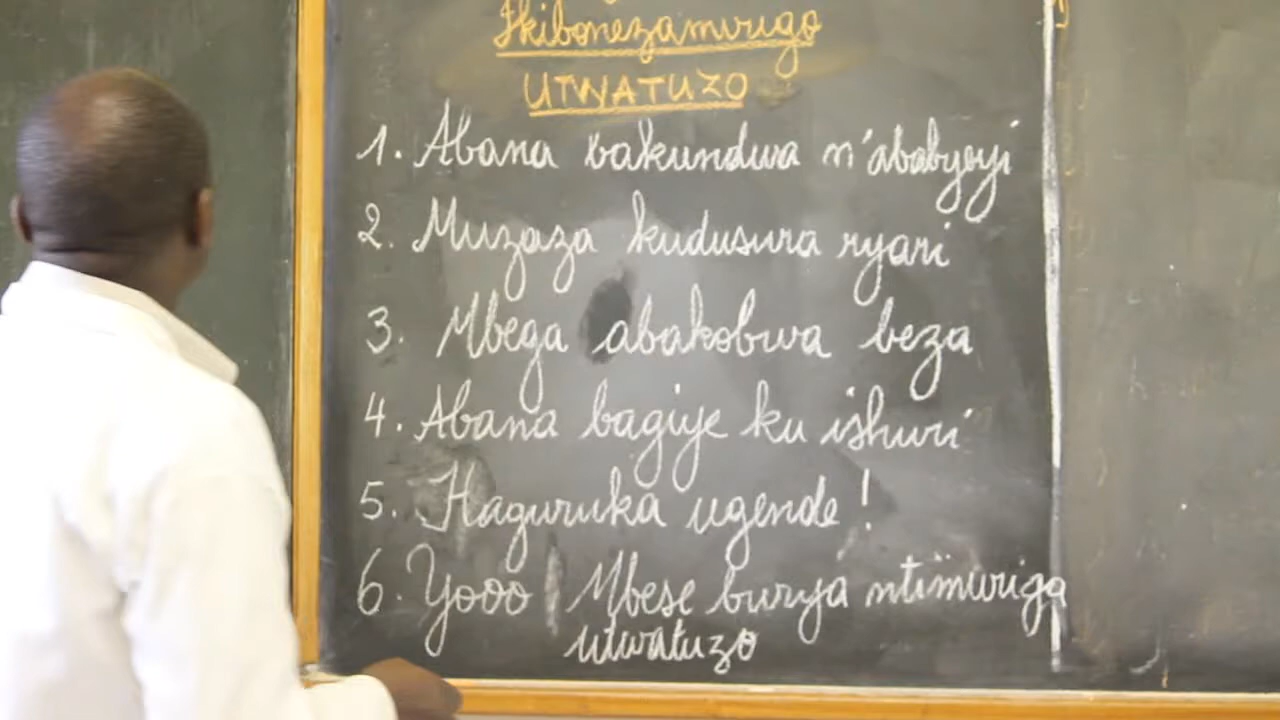 Ikibonezamvugo
UTWATUZO
1. Abana bakundwa n'ababyeyi
2. Muzaza kudusura ryari
3. Mbega abakobwa beza
4. Abana bagiye ku ishuri
5. Haguruka ugende !
6. Yooo ! Mbese burya ntimwiga
utwatuzo